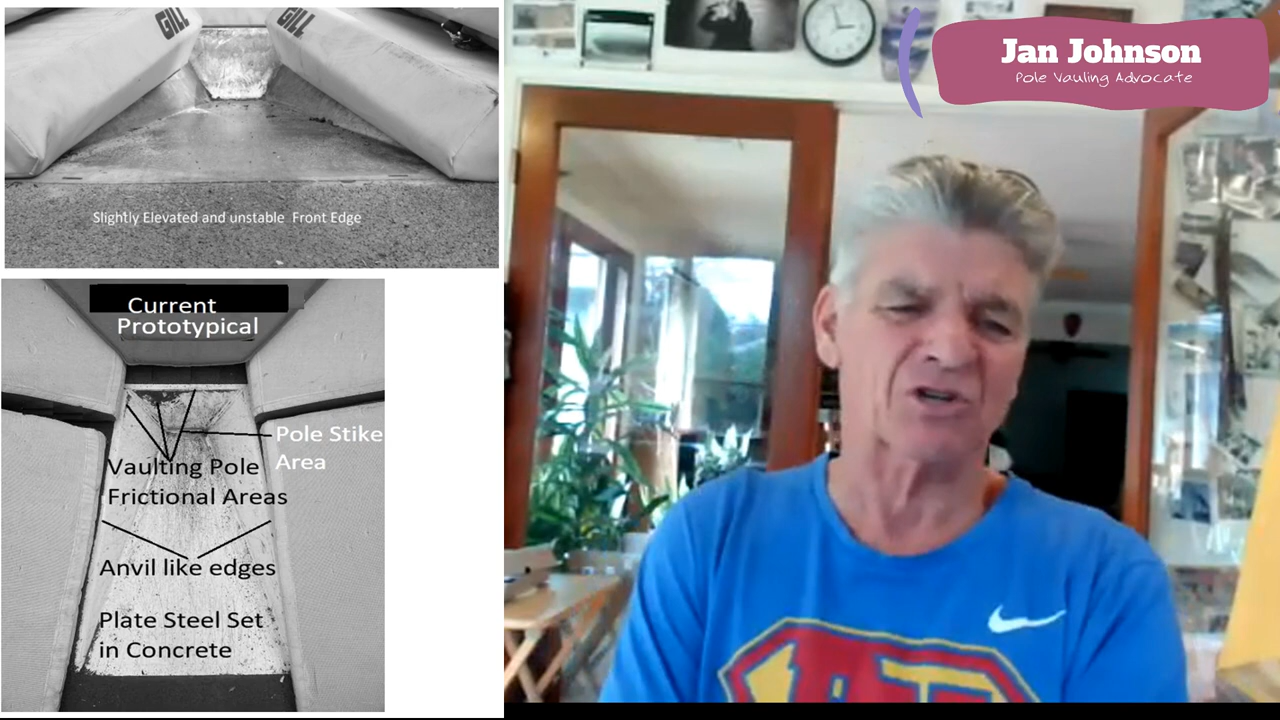 GILL
GILL
Slightly Elevated and unstable Front Edge
Current
Prototypical
Pole Stike
Area
Vaulting Pole
Frictional Areas
Anvil like edges
Plate Steel Set
in Concrete
Jan Johnson
Pole Vauling Advocate